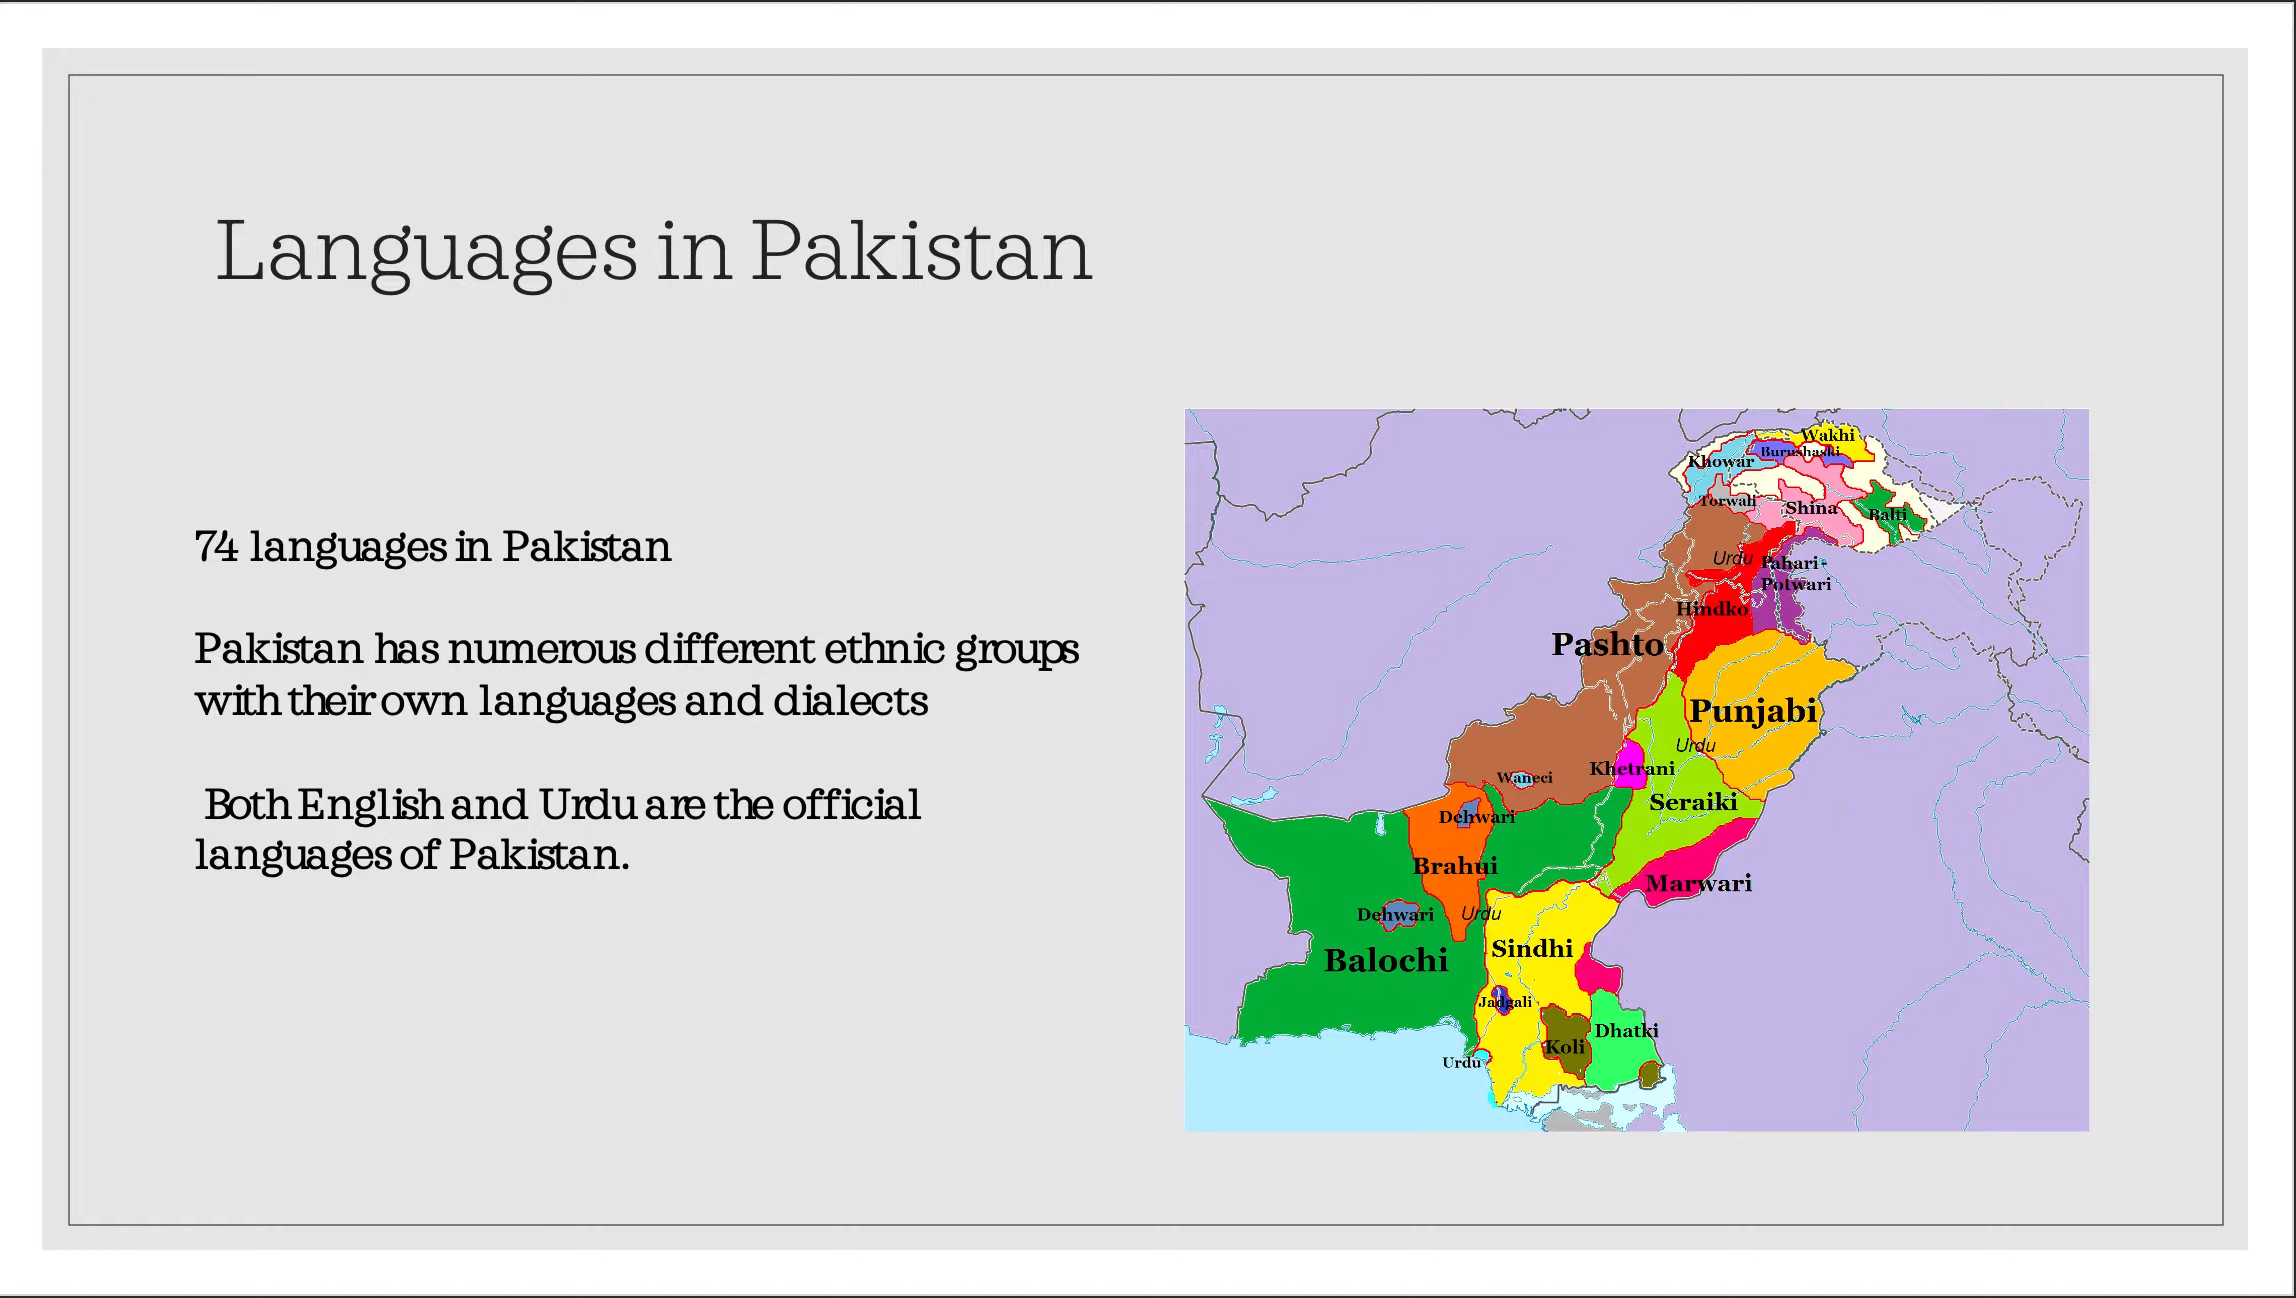 Languages in Pakistan
74 languages in Pakistan
Pakistan has numerous different ethnic groups
with their own languages and dialects
Both English and Urdu are the official
languages of Pakistan.
Wakhi
Burushaski
Khowar
Torwali
Shina
Balti
Urdu
Pahari-
Potwari
Hindko
Pashto
Punjabi
Urdu
Khetrani
Waneci
Seraiki
Dehwari
Brahui
Marwari
Dehwari
Urdu
Sindhi
Balochi
Jadgali
Dhatki
Koli
Urdu